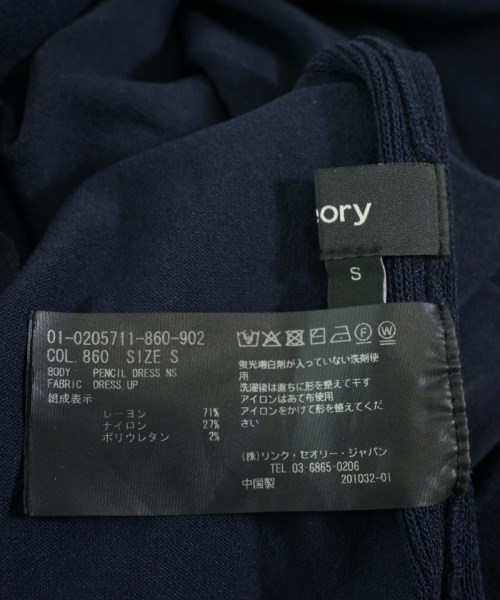 eory
S
01-0205711-860-902
COL. 860 SIZE S
BODY PENCIL DRESS NS
FABRIC DRESS UP
組成表示
レーヨン 71%
ナイロン 27%
ポリウレタン 2%
蛍光増白剤が入っていない洗剤使
用
洗濯後は直ちに形を整えて干す
アイロンはあて布使用
アイロンをかけて形を整えてくだ
さい
(株)リンク・セオリー・ジャパン
TEL 03-6865-0206
中国製 201032-01